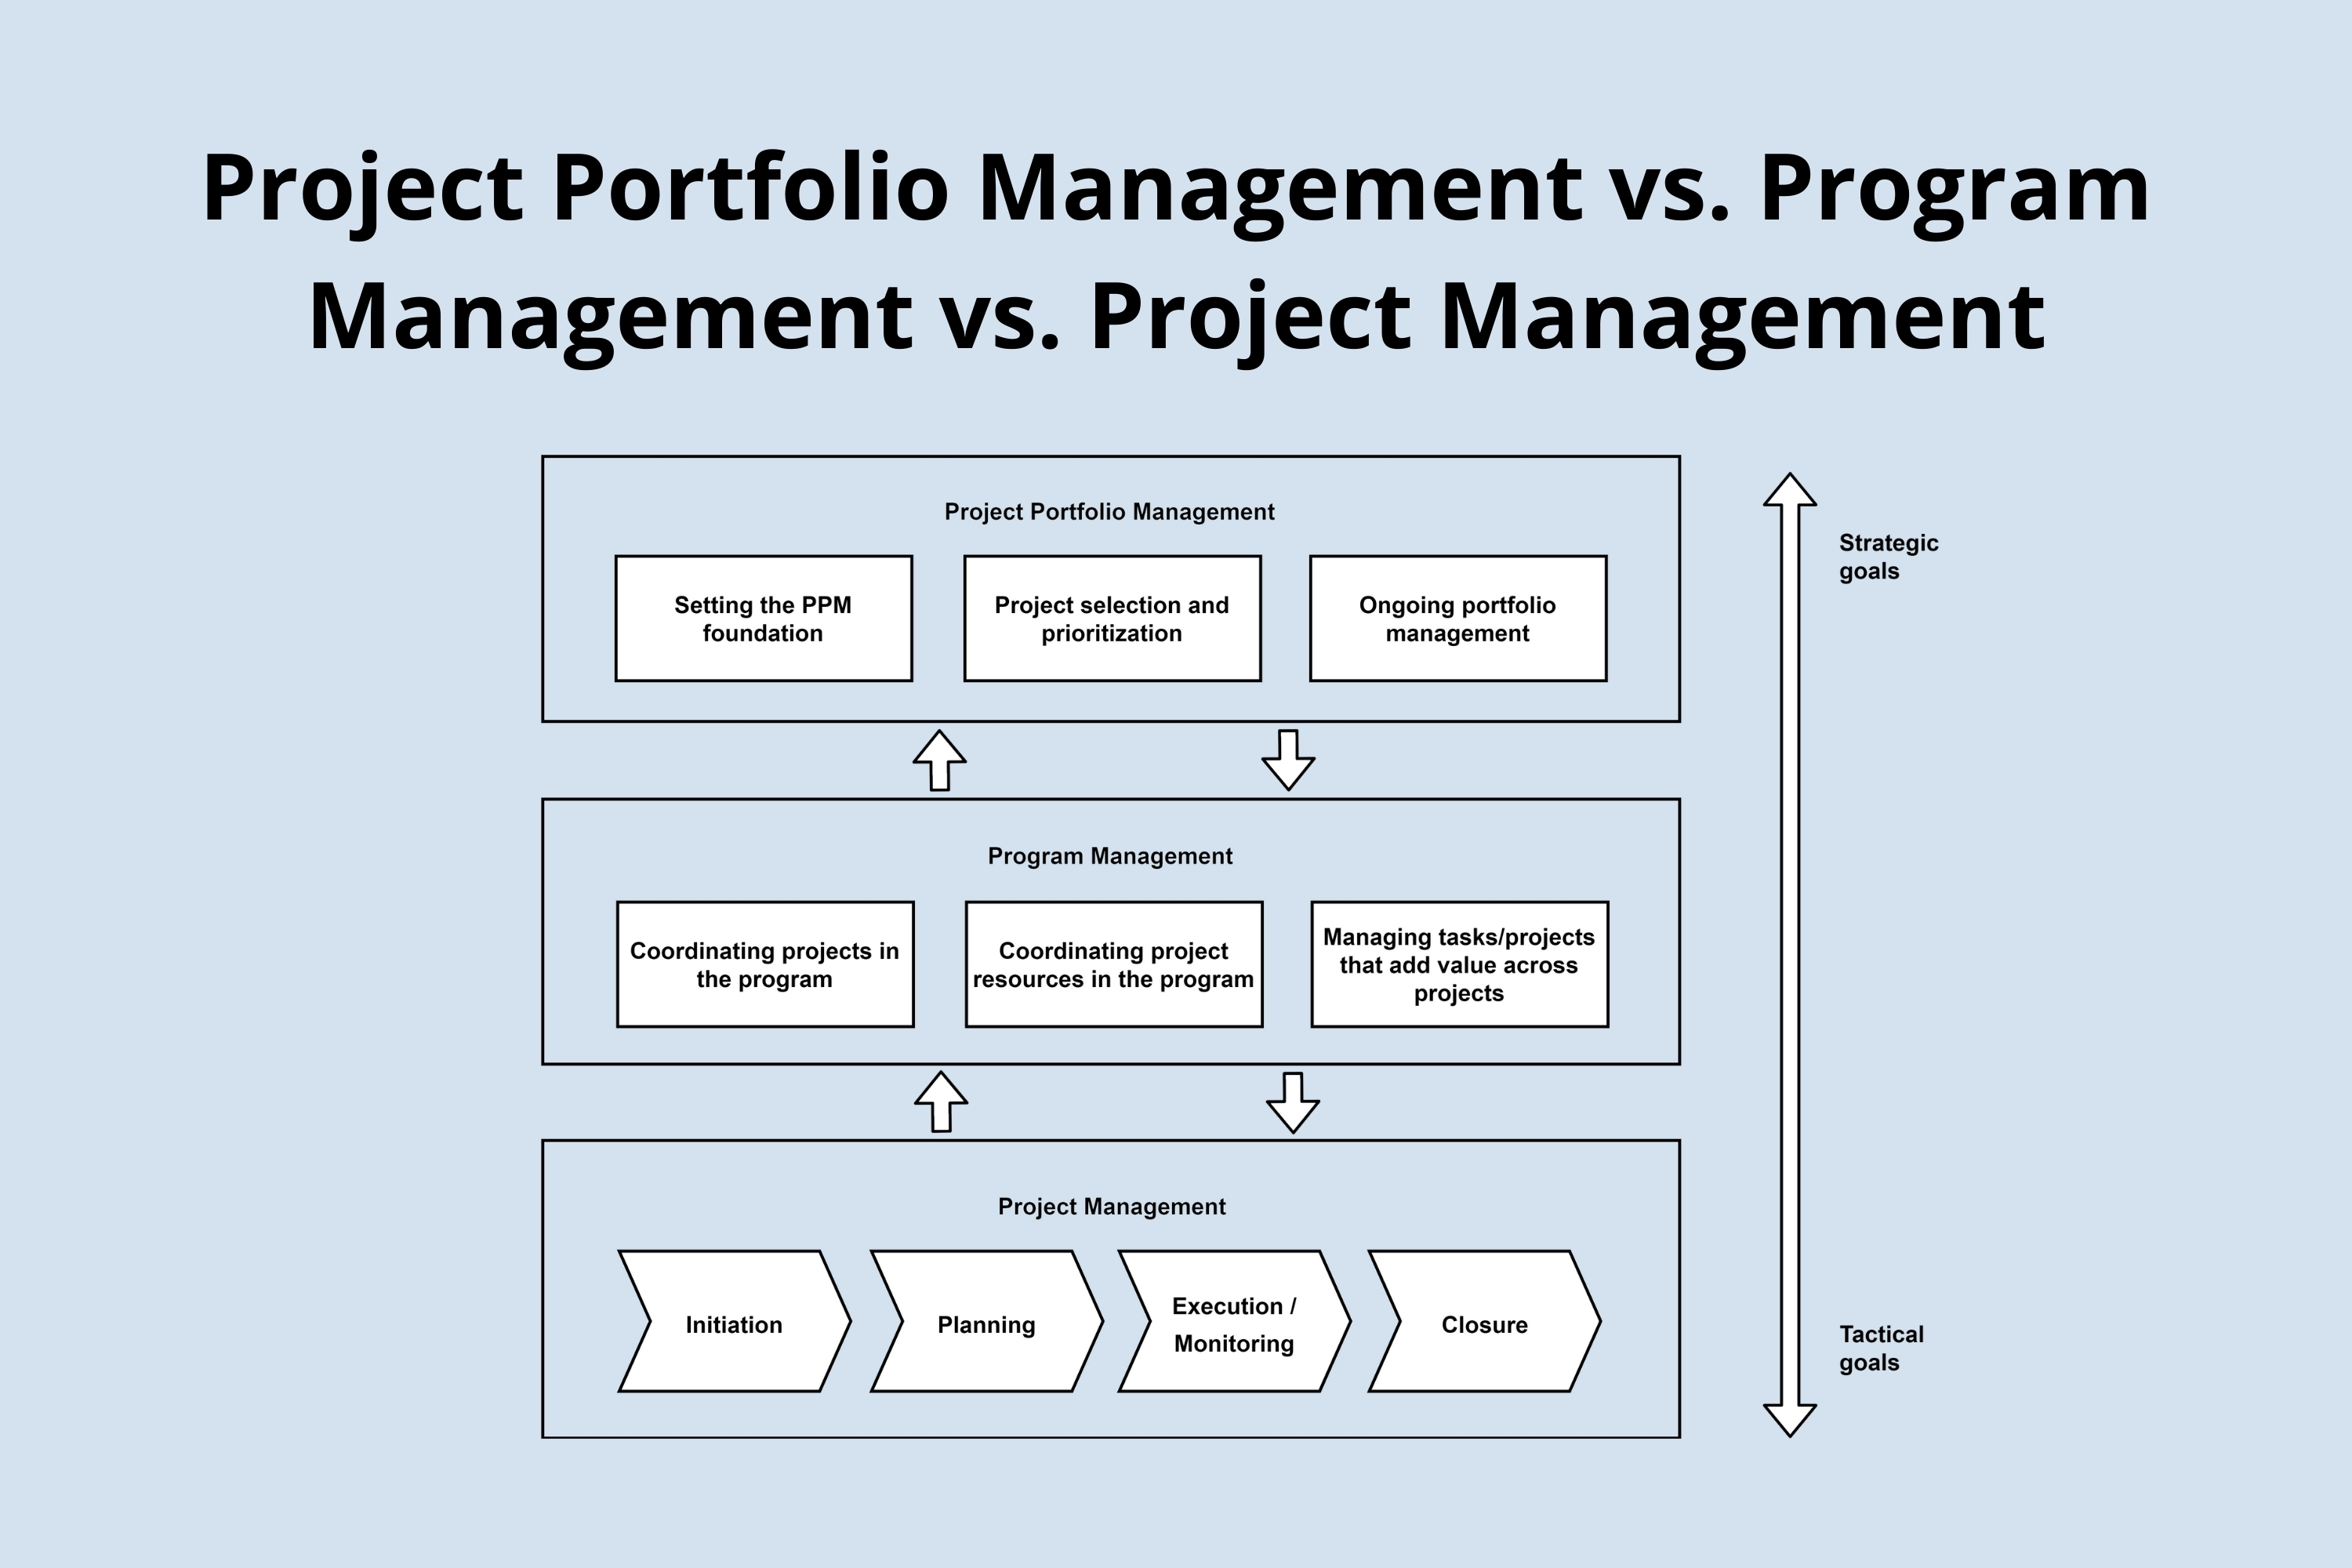 Project Portfolio Management vs. Program
Management vs. Project Management
Project Portfolio Management
Strategic
goals
Setting the PPM
foundation
Project selection and
prioritization
Ongoing portfolio
management
Program Management
Coordinating projects in
the program
Coordinating project
resources in the program
Managing tasks/projects
that add value across
projects
Project Management
Initiation
Planning
Execution /
Monitoring
Closure
Tactical
goals